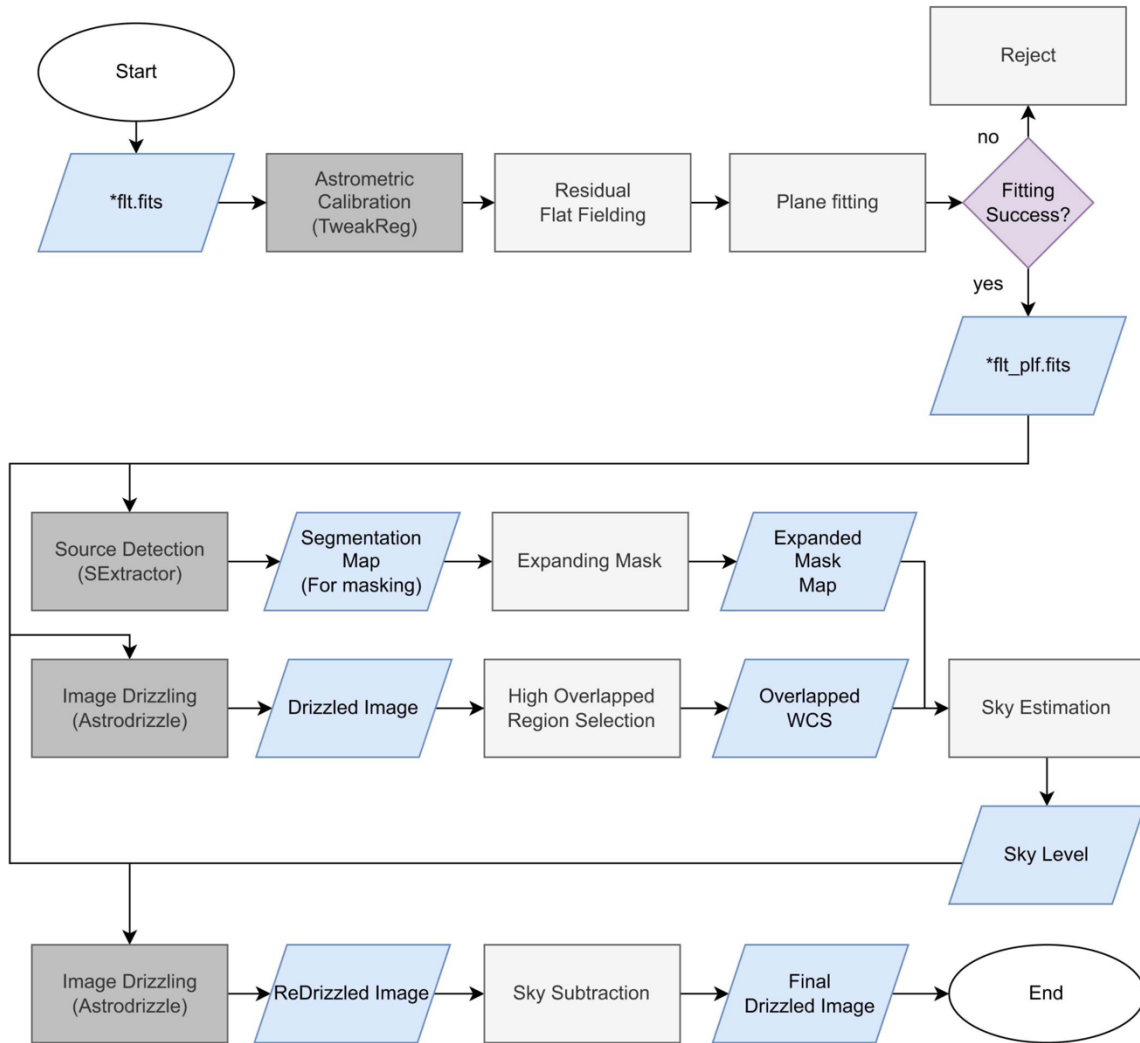 Start
Reject
no
*flt.fits
Astrometric
Calibration
(TweakReg)
Residual
Flat Fielding
Plane fitting
Fitting
Success?
yes
*flt_plf.fits
Source Detection
(SExtractor)
Segmentation
Map
(For masking)
Expanding Mask
Expanded
Mask
Map
Image Drizzling
(Astrodrizzle)
Drizzled Image
High Overlapped
Region Selection
Overlapped
WCS
Sky Estimation
Sky Level
Image Drizzling
(Astrodrizzle)
ReDrizzled Image
Sky Subtraction
Final
Drizzled Image
End